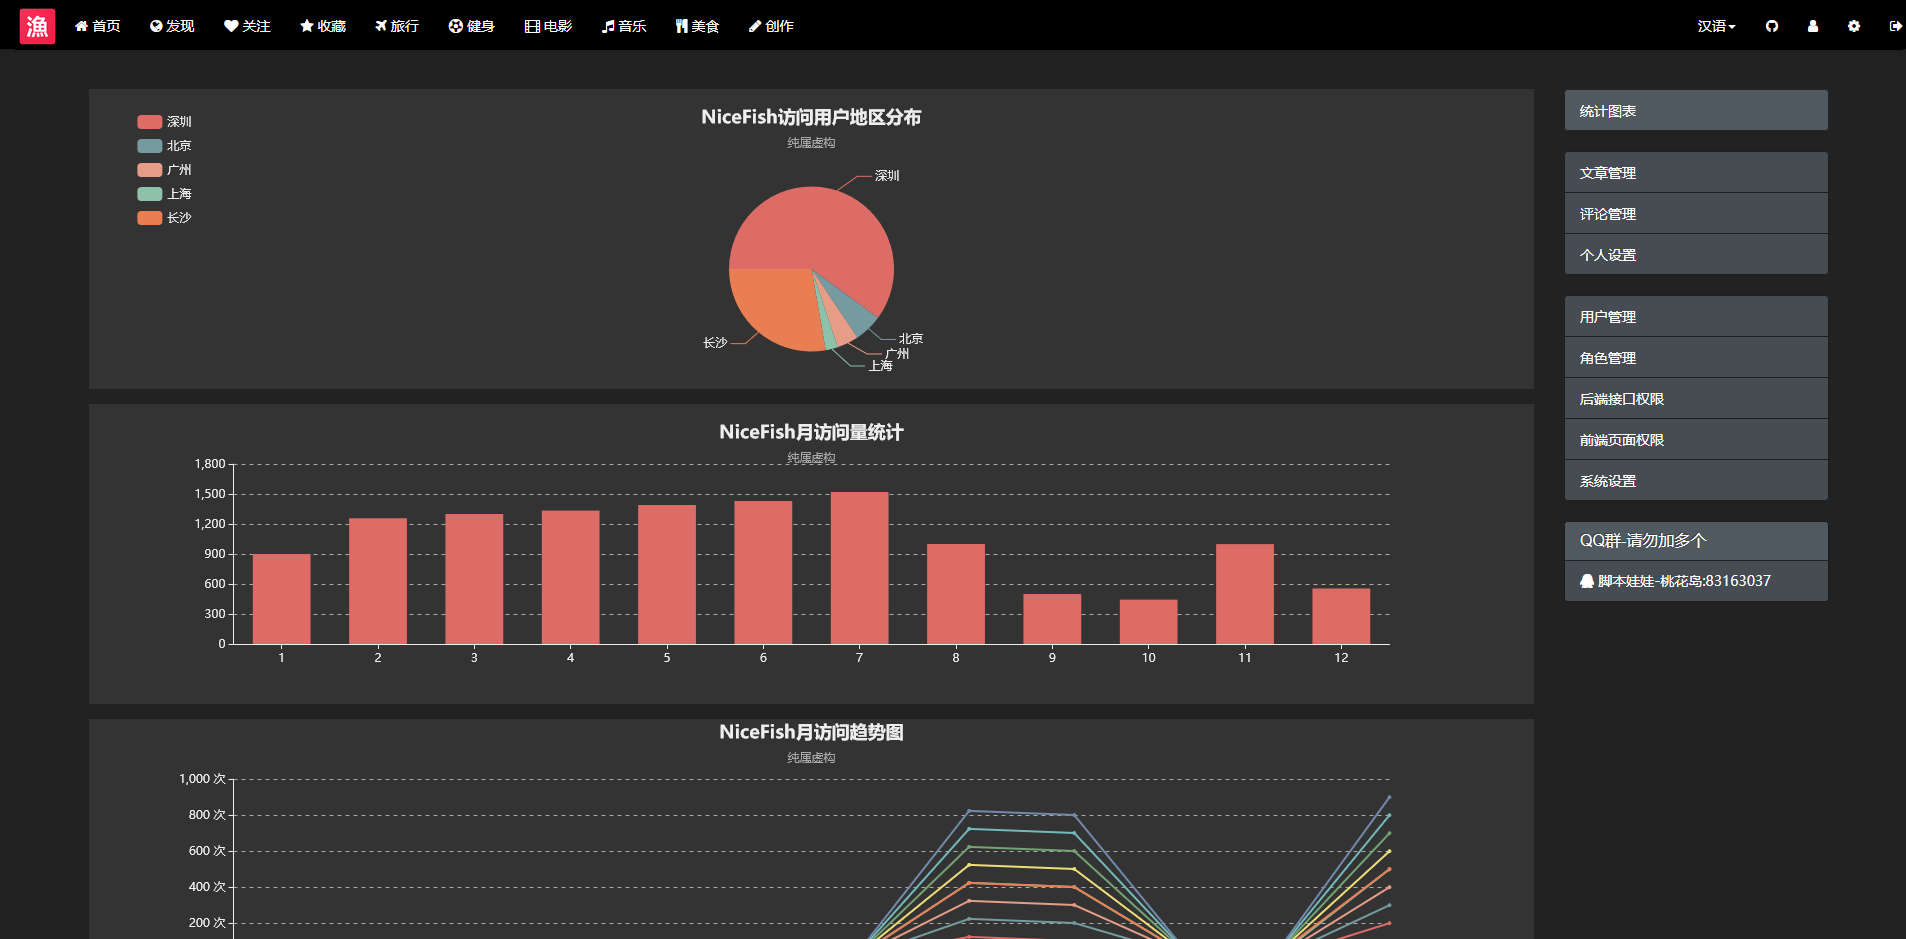 漁 首页 发现 关注 收藏 旅行 健身 电影 音乐 美食 创作 汉语
NiceFish访问用户地区分布
纯属虚构
深圳
北京
广州
上海
长沙
深圳
北京
广州
上海
长沙
NiceFish月访问量统计
纯属虚构
1,800
1,500
1,200
900
600
300
0
1 2 3 4 5 6 7 8 9 10 11 12
NiceFish月访问趋势图
纯属虚构
1,000 次
800 次
600 次
400 次
200 次
统计图表
文章管理
评论管理
个人设置
用户管理
角色管理
后端接口权限
前端页面权限
系统设置
QQ群-请勿加多个
脚本娃娃-桃花岛:83163037